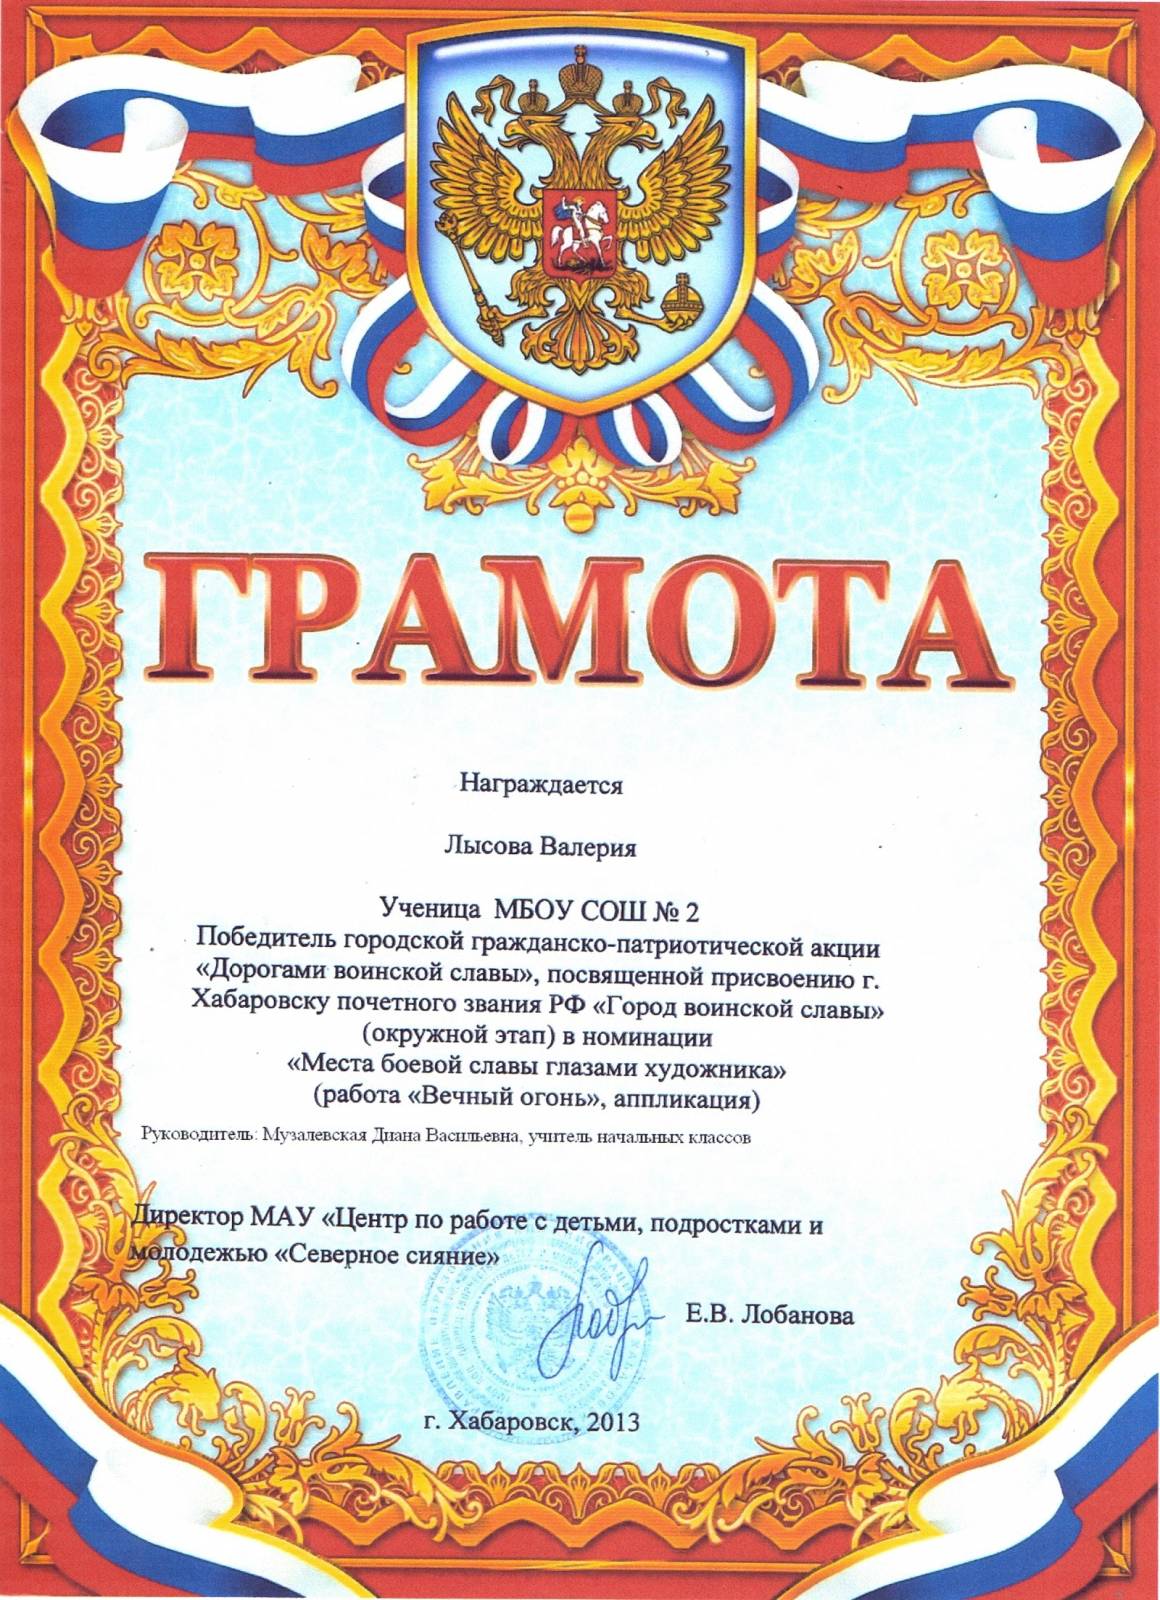 ГРАМОТА
Награждается
Лысова Валерия
Ученица МБОУ СОШ № 2
Победитель городской гражданско-патриотической акции
«Дорогами воинской славы», посвященной присвоению г.
Хабаровску почетного звания РФ «Город воинской славы»
(окружной этап) в номинации
«Места боевой славы глазами художника»
(работа «Вечный огонь», аппликация)
Руководитель: Музалевская Диана Васильевна, учитель начальных классов
Директор МАУ «Центр по работе с детьми, подростками и
молодежью «Северное сияние»
Е.В. Лобанова
г. Хабаровск, 2013